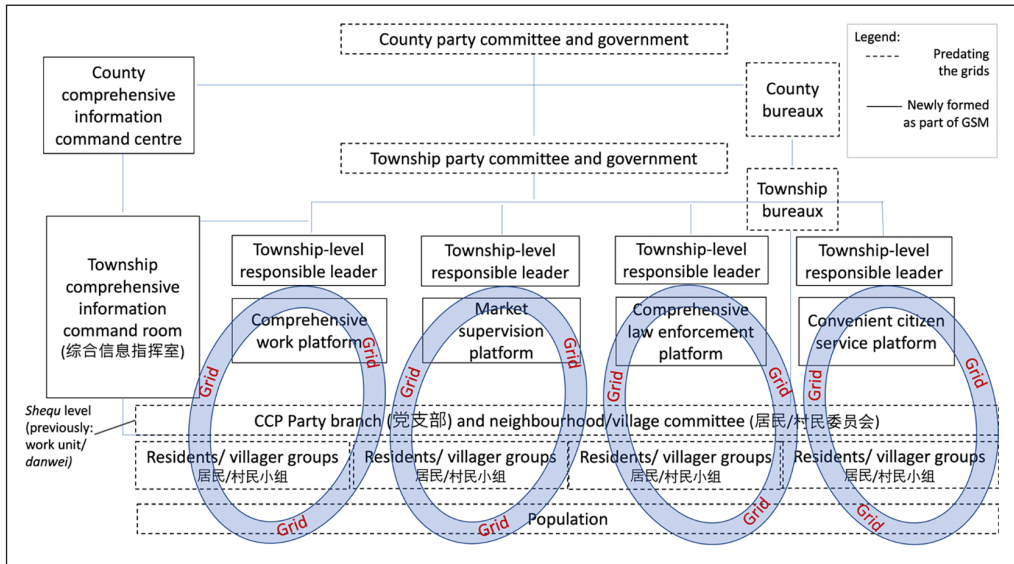 County party committee and government
Legend:
Predating
the grids
Newly formed
as part of GSM
County
comprehensive
information
command centre
County
bureaux
Township party committee and government
Township
bureaux
Township
comprehensive
information
command room
(综合信息指挥室)
Township-level
responsible leader
Township-level
responsible leader
Township-level
responsible leader
Township-level
responsible leader
Comprehensive
work platform
Market
supervision
platform
Comprehensive
law enforcement
platform
Convenient citizen
service platform
Grid
Grid
Grid
Grid
Grid
Grid
Grid
Grid
Shequ level
(previously:
work unit/
danwei)
CCP Party branch (党支部) and neighbourhood/village committee (居民/村民委员会)
Residents/ villager groups
居民/村民小组
Residents/ villager groups
居民/村民小组
Residents/ villager groups
居民/村民小组
Residents/ villager groups
居民/村民小组
Grid
Grid
Grid
Grid
Population